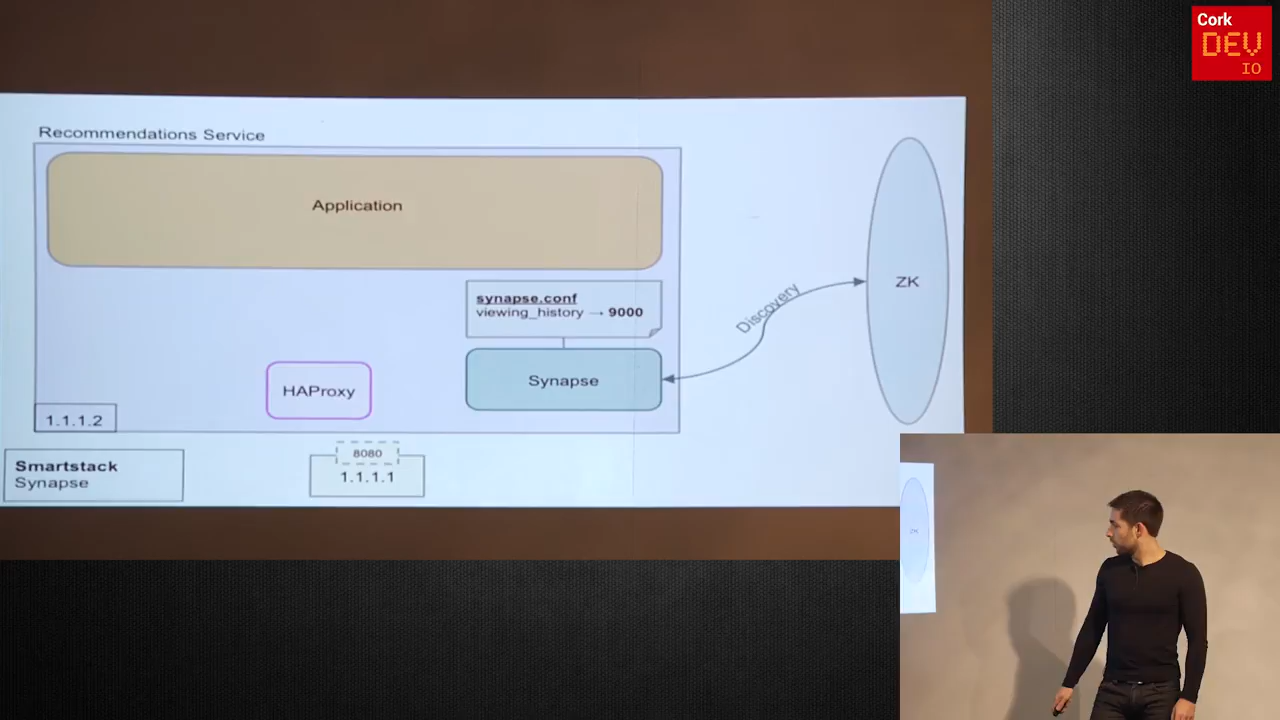 Cork
DEV
IO
Recommendations Service
Application
synapse.conf
viewing_history → 9000
Discovery
ZK
Synapse
HAProxy
1.1.1.2
Smartstack
Synapse
8080
1.1.1.1
ZK